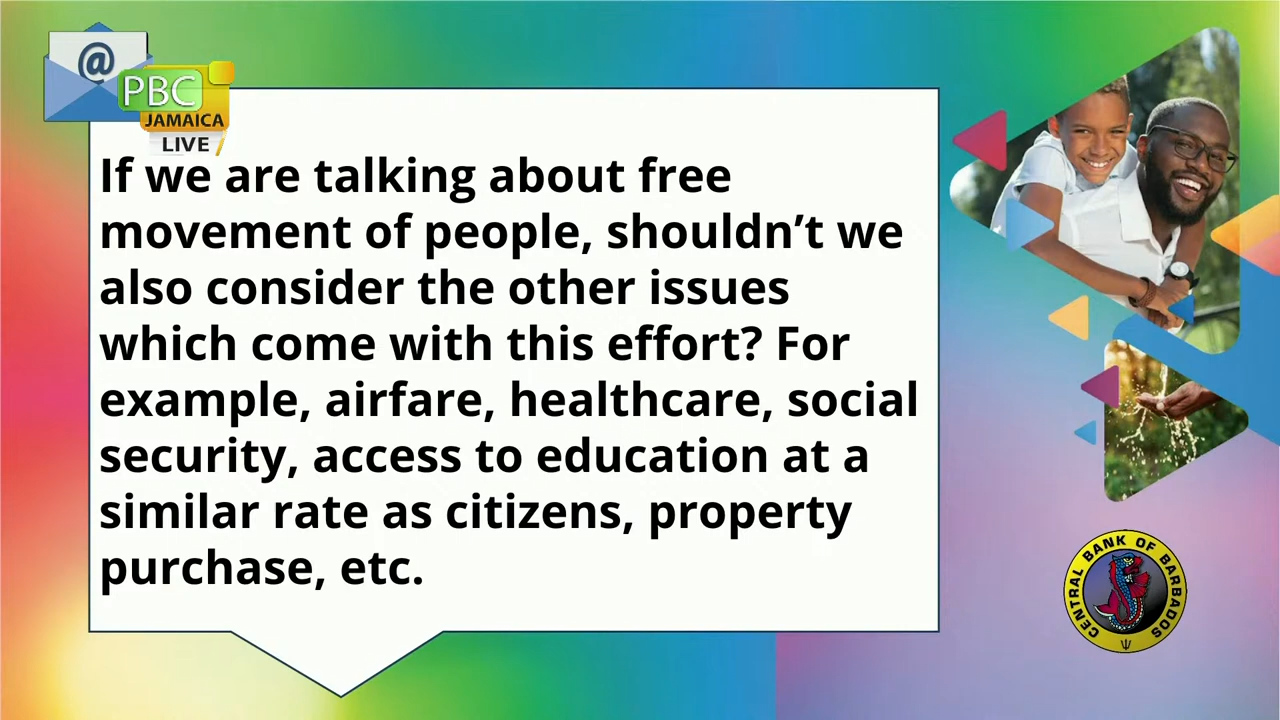 @
PBC
JAMAICA
LIVE
If we are talking about free
movement of people, shouldn’t we
also consider the other issues
which come with this effort? For
example, airfare, healthcare, social
security, access to education at a
similar rate as citizens, property
purchase, etc.
CENTRAL BANK OF BARBADOS